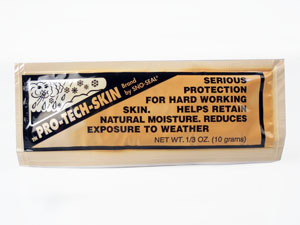 ™ PRO-TECH-SKIN Brand
by SNO-SEAL®
SERIOUS
PROTECTION
FOR HARD WORKING
SKIN. HELPS RETAIN
NATURAL MOISTURE. REDUCES
EXPOSURE TO WEATHER
NET WT. 1/3 OZ. (10 grams)